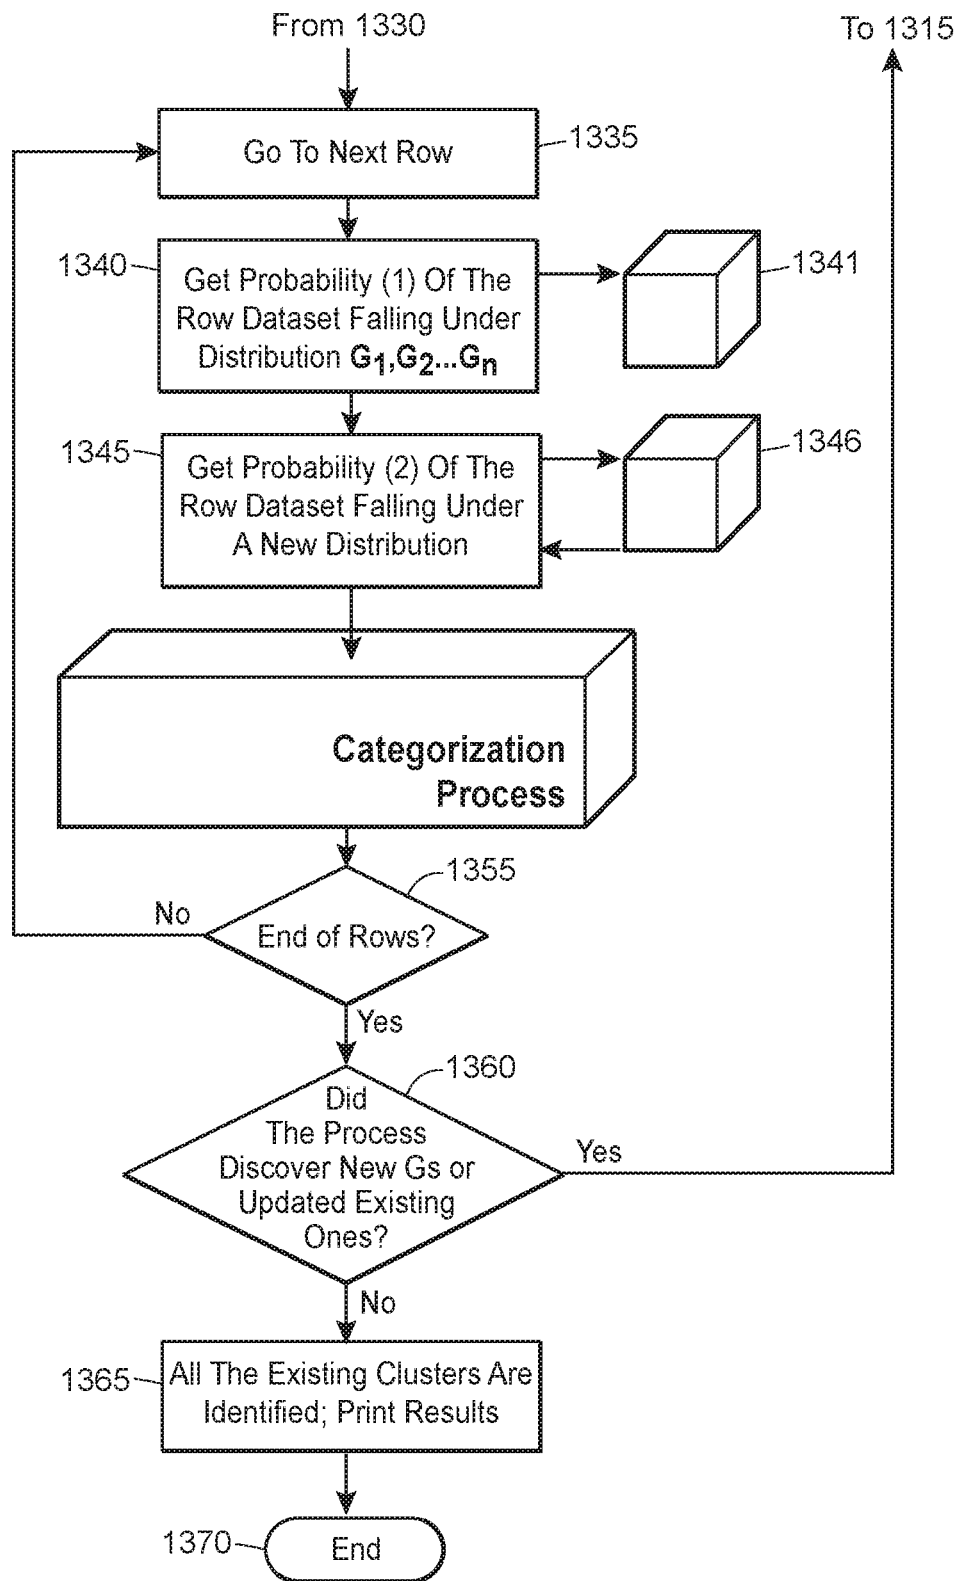 From 1330
To 1315
Go To Next Row
1335
1340
Get Probability (1) Of The
Row Dataset Falling Under
Distribution G1,G2...Gn
1341
1345
Get Probability (2) Of The
Row Dataset Falling Under
A New Distribution
1346
Categorization
Process
1355
No
End of Rows?
Yes
1360
Did
The Process
Discover New Gs or
Updated Existing
Ones?
Yes
No
1365
All The Existing Clusters Are
Identified; Print Results
1370
End